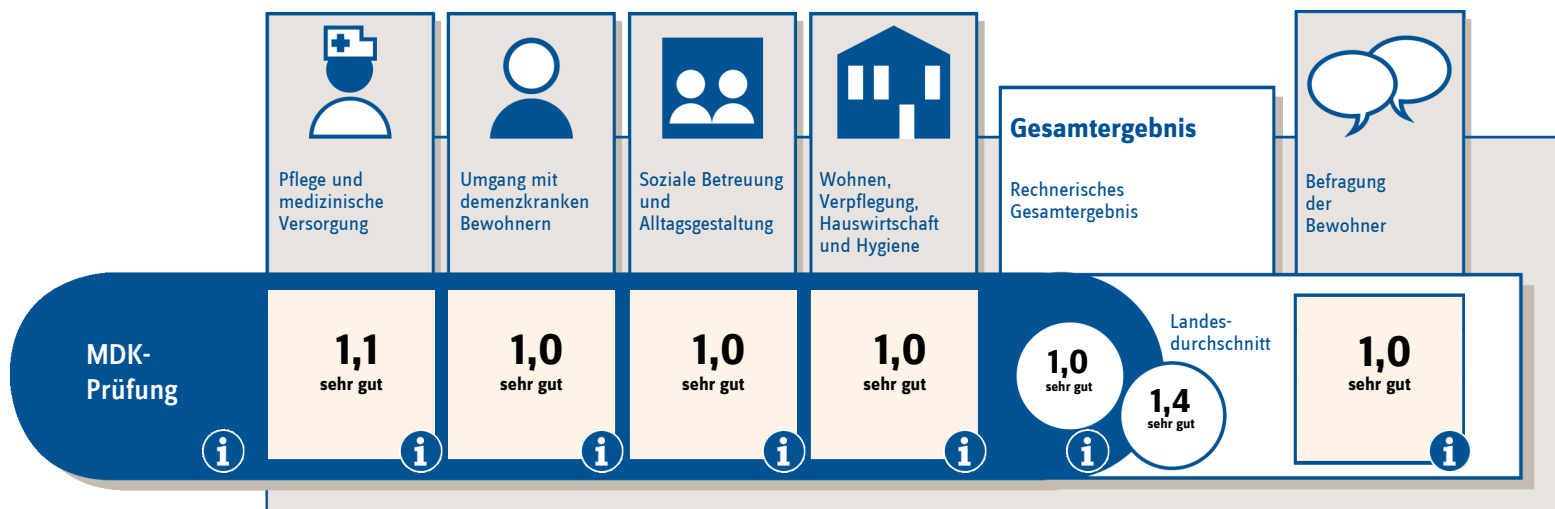 Pflege und
medizinische
Versorgung
Umgang mit
demenzkranken
Bewohnern
Soziale Betreuung
und
Alltagsgestaltung
Wohnen,
Verpflegung,
Hauswirtschaft
und Hygiene
Gesamtergebnis
Rechnerisches
Gesamtergebnis
Befragung
der
Bewohner
MDK-
Prüfung
i
1,1
sehr gut
i
1,0
sehr gut
i
1,0
sehr gut
i
1,0
sehr gut
i
1,0
sehr gut
i
Landes-
durchschnitt
1,4
sehr gut
1,0
sehr gut
i